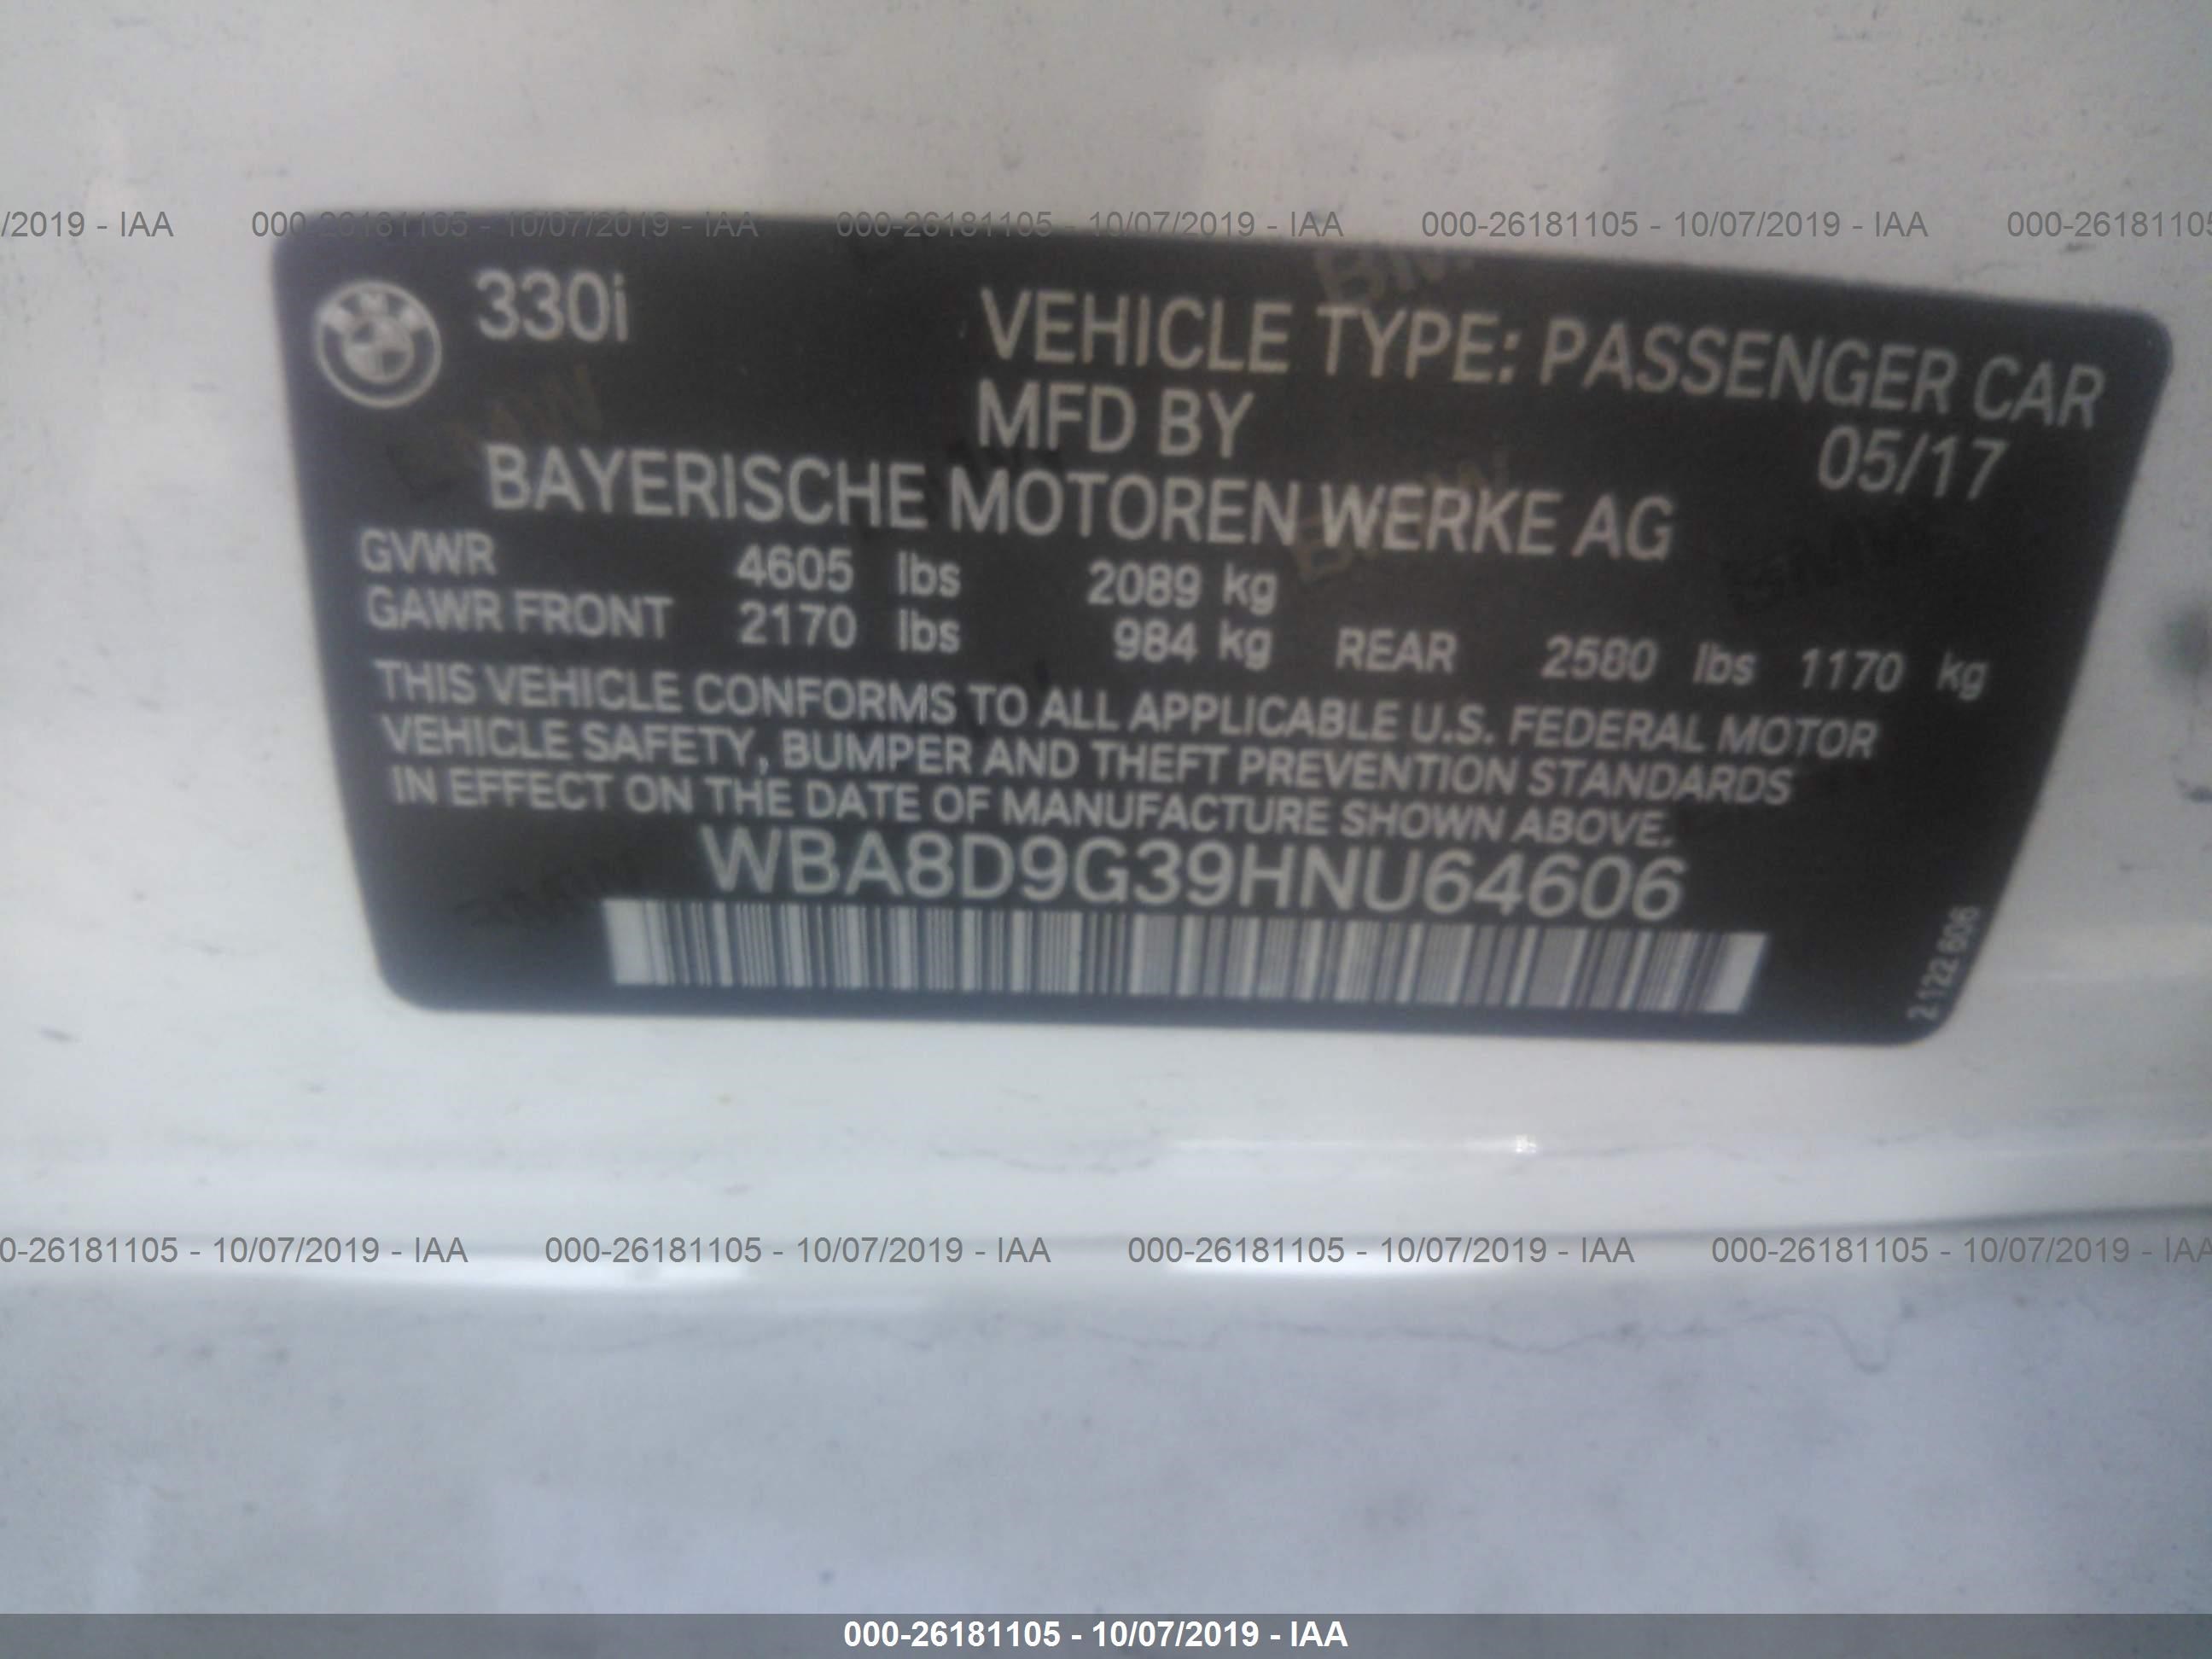 /2019 - IAA 000-26181105 - 10/07/2019 - IAA 000-26181105 - 10/07/2019 - IAA 000-26181105 - 10/07/2019 - IAA 000-2618110
330i
VEHICLE TYPE: PASSENGER CAR
MFD BY
05/17
BAYERISCHE MOTOREN WERKE AG
GVWR 4605 lbs 2089 kg
GAWR FRONT 2170 lbs 984 kg REAR 2580 lbs 1170 kg
THIS VEHICLE CONFORMS TO ALL APPLICABLE U.S. FEDERAL MOTOR
VEHICLE SAFETY, BUMPER AND THEFT PREVENTION STANDARDS
IN EFFECT ON THE DATE OF MANUFACTURE SHOWN ABOVE.
WBA8D9G39HNU64606
2 122 606
0-26181105 - 10/07/2019 - IAA 000-26181105 - 10/07/2019 - IAA 000-26181105 - 10/07/2019 - IAA 000-26181105 - 10/07/2019 - IAA
000-26181105 - 10/07/2019 - IAA